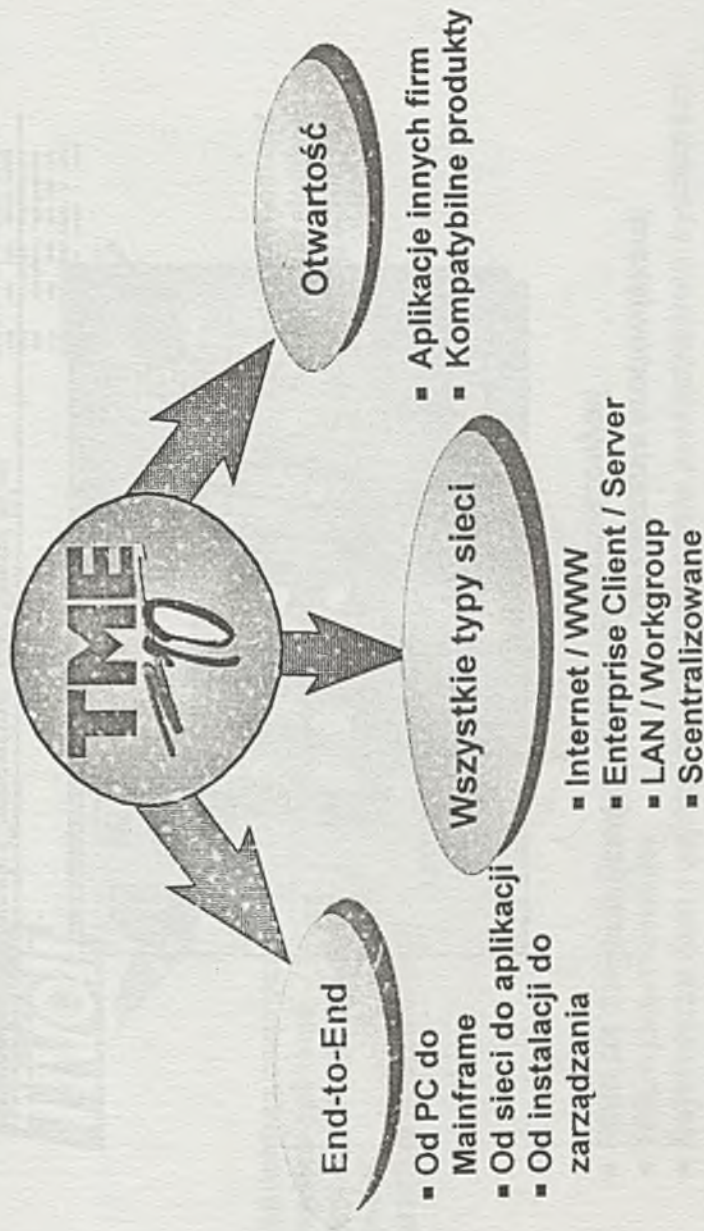 TME
10
End-to-End
▪ Od PC do
Mainframe
▪ Od sieci do aplikacji
▪ Od instalacji do
zarządzania
Wszystkie typy sieci
▪ Internet / WWW
▪ Enterprise Client / Server
▪ LAN / Workgroup
▪ Scentralizowane
Otwartość
▪ Aplikacje innych firm
▪ Kompatybilne produkty